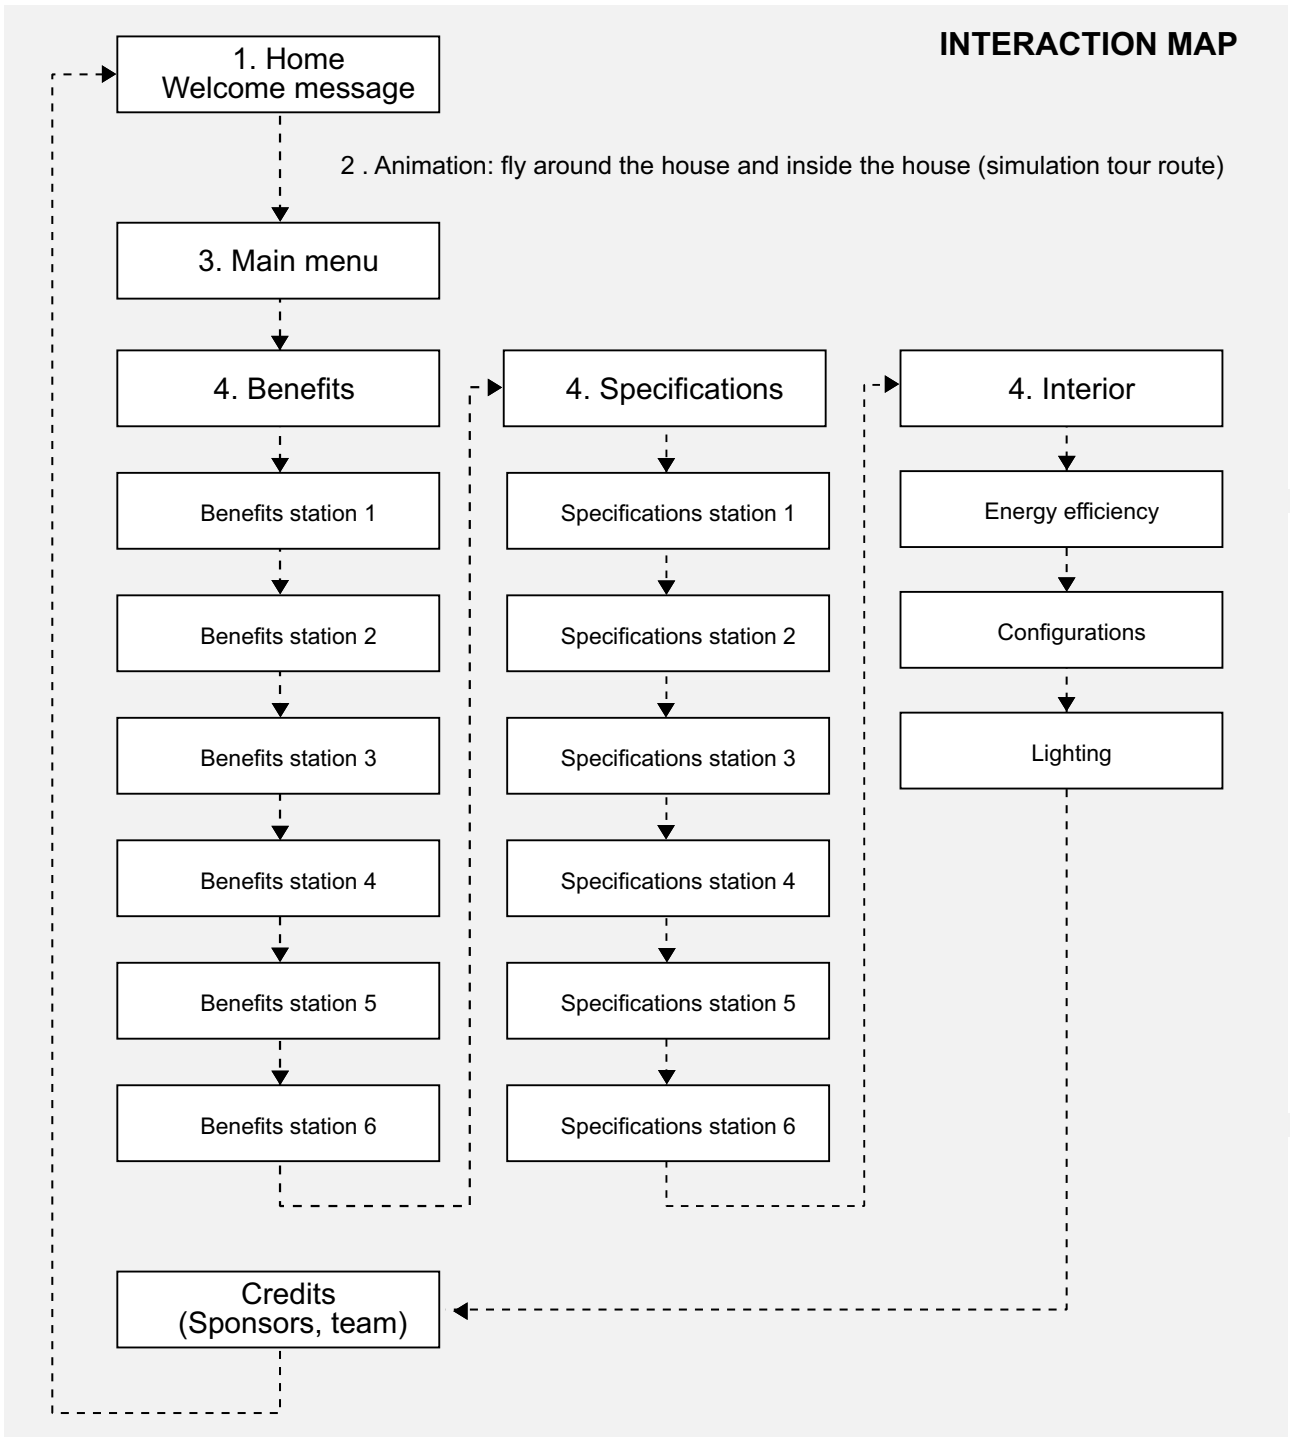 INTERACTION MAP
1. Home
Welcome message
2 . Animation: fly around the house and inside the house (simulation tour route)
3. Main menu
4. Benefits
Benefits station 1
Benefits station 2
Benefits station 3
Benefits station 4
Benefits station 5
Benefits station 6
4. Specifications
Specifications station 1
Specifications station 2
Specifications station 3
Specifications station 4
Specifications station 5
Specifications station 6
4. Interior
Energy efficiency
Configurations
Lighting
Credits
(Sponsors, team)